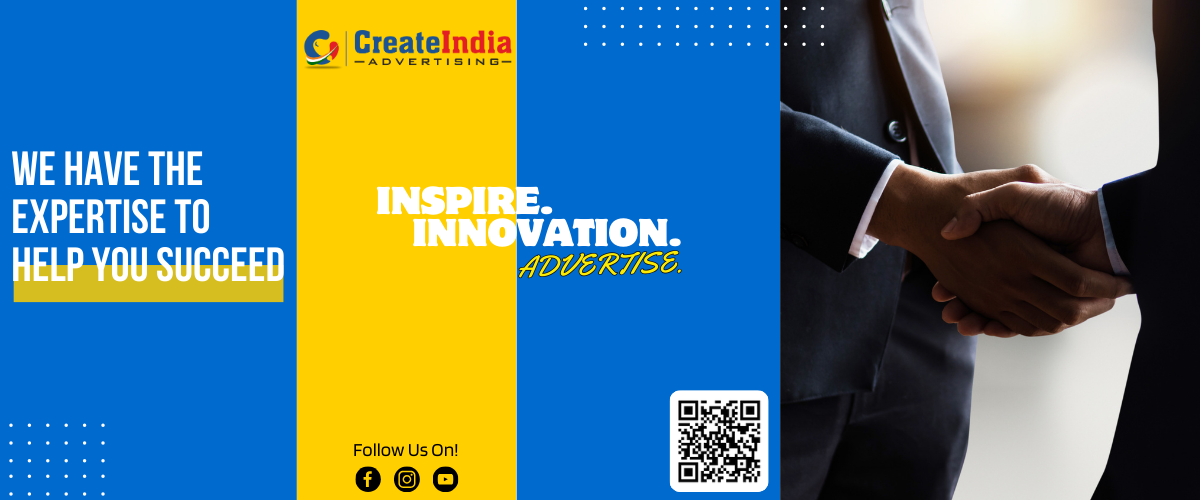 CreateIndia
ADVERTISING
WE HAVE THE
EXPERTISE TO
HELP YOU SUCCEED
INSPIRE.
INNOVATION.
ADVERTISE.
Follow Us On!